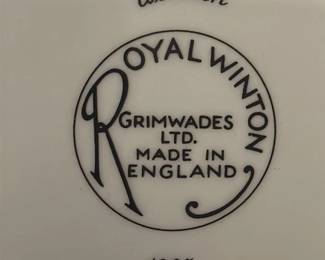 ROYAL WINTON
GRIMWADES
LTD.
MADE IN
ENGLAND